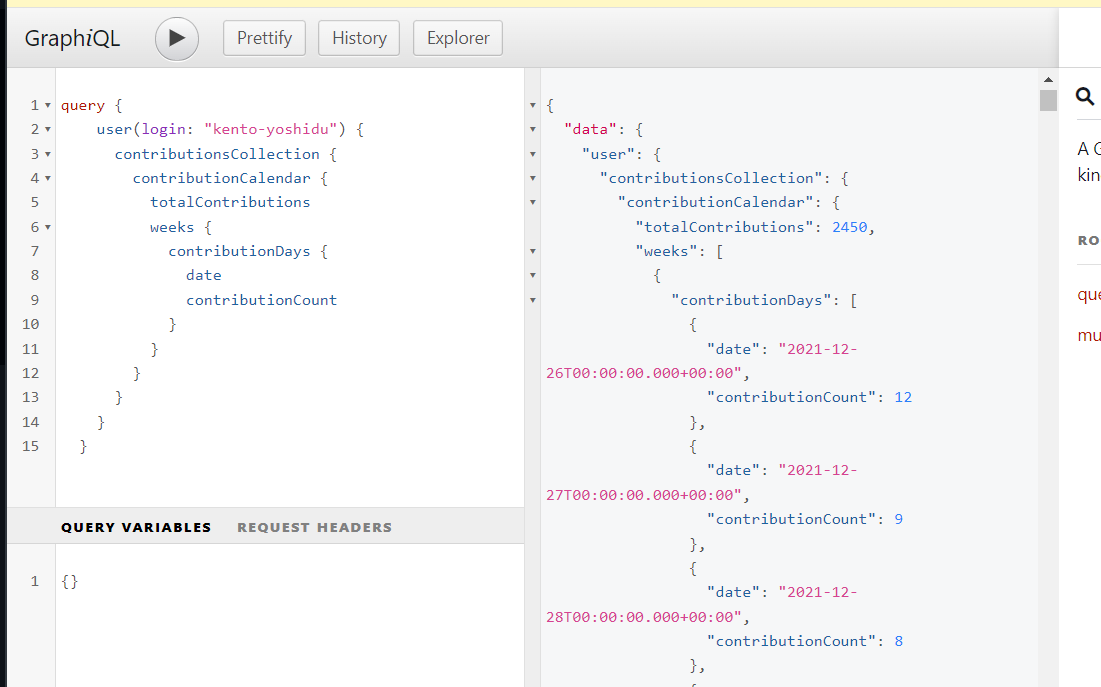 GraphiQL
Prettify
History
Explorer
1 query {
2 user(login: "kento-yoshidu") {
3 contributionsCollection {
4 contributionCalendar {
5 totalContributions
6 weeks {
7 contributionDays {
8 date
9 contributionCount
10 }
11 }
12 }
13 }
14 }
15 }
QUERY VARIABLES
REQUEST HEADERS
1 {}
{
"data": {
"user": {
"contributionsCollection": {
"contributionCalendar": {
"totalContributions": 2450,
"weeks": [
{
"contributionDays": [
{
"date": "2021-12-
26T00:00:00.000+00:00",
"contributionCount": 12
},
{
"date": "2021-12-
27T00:00:00.000+00:00",
"contributionCount": 9
},
{
"date": "2021-12-
28T00:00:00.000+00:00",
"contributionCount": 8
},
A G
kin
RO
que
mu